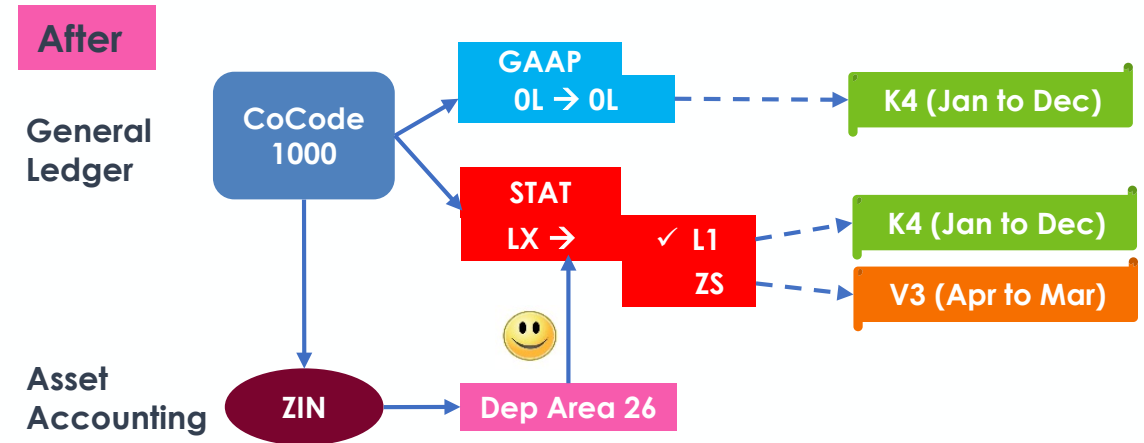 After
General
Ledger
CoCode
1000
GAAP
0L → 0L
K4 (Jan to Dec)
STAT
LX →
✓ L1
ZS
K4 (Jan to Dec)
V3 (Apr to Mar)
Asset
Accounting
ZIN
Dep Area 26